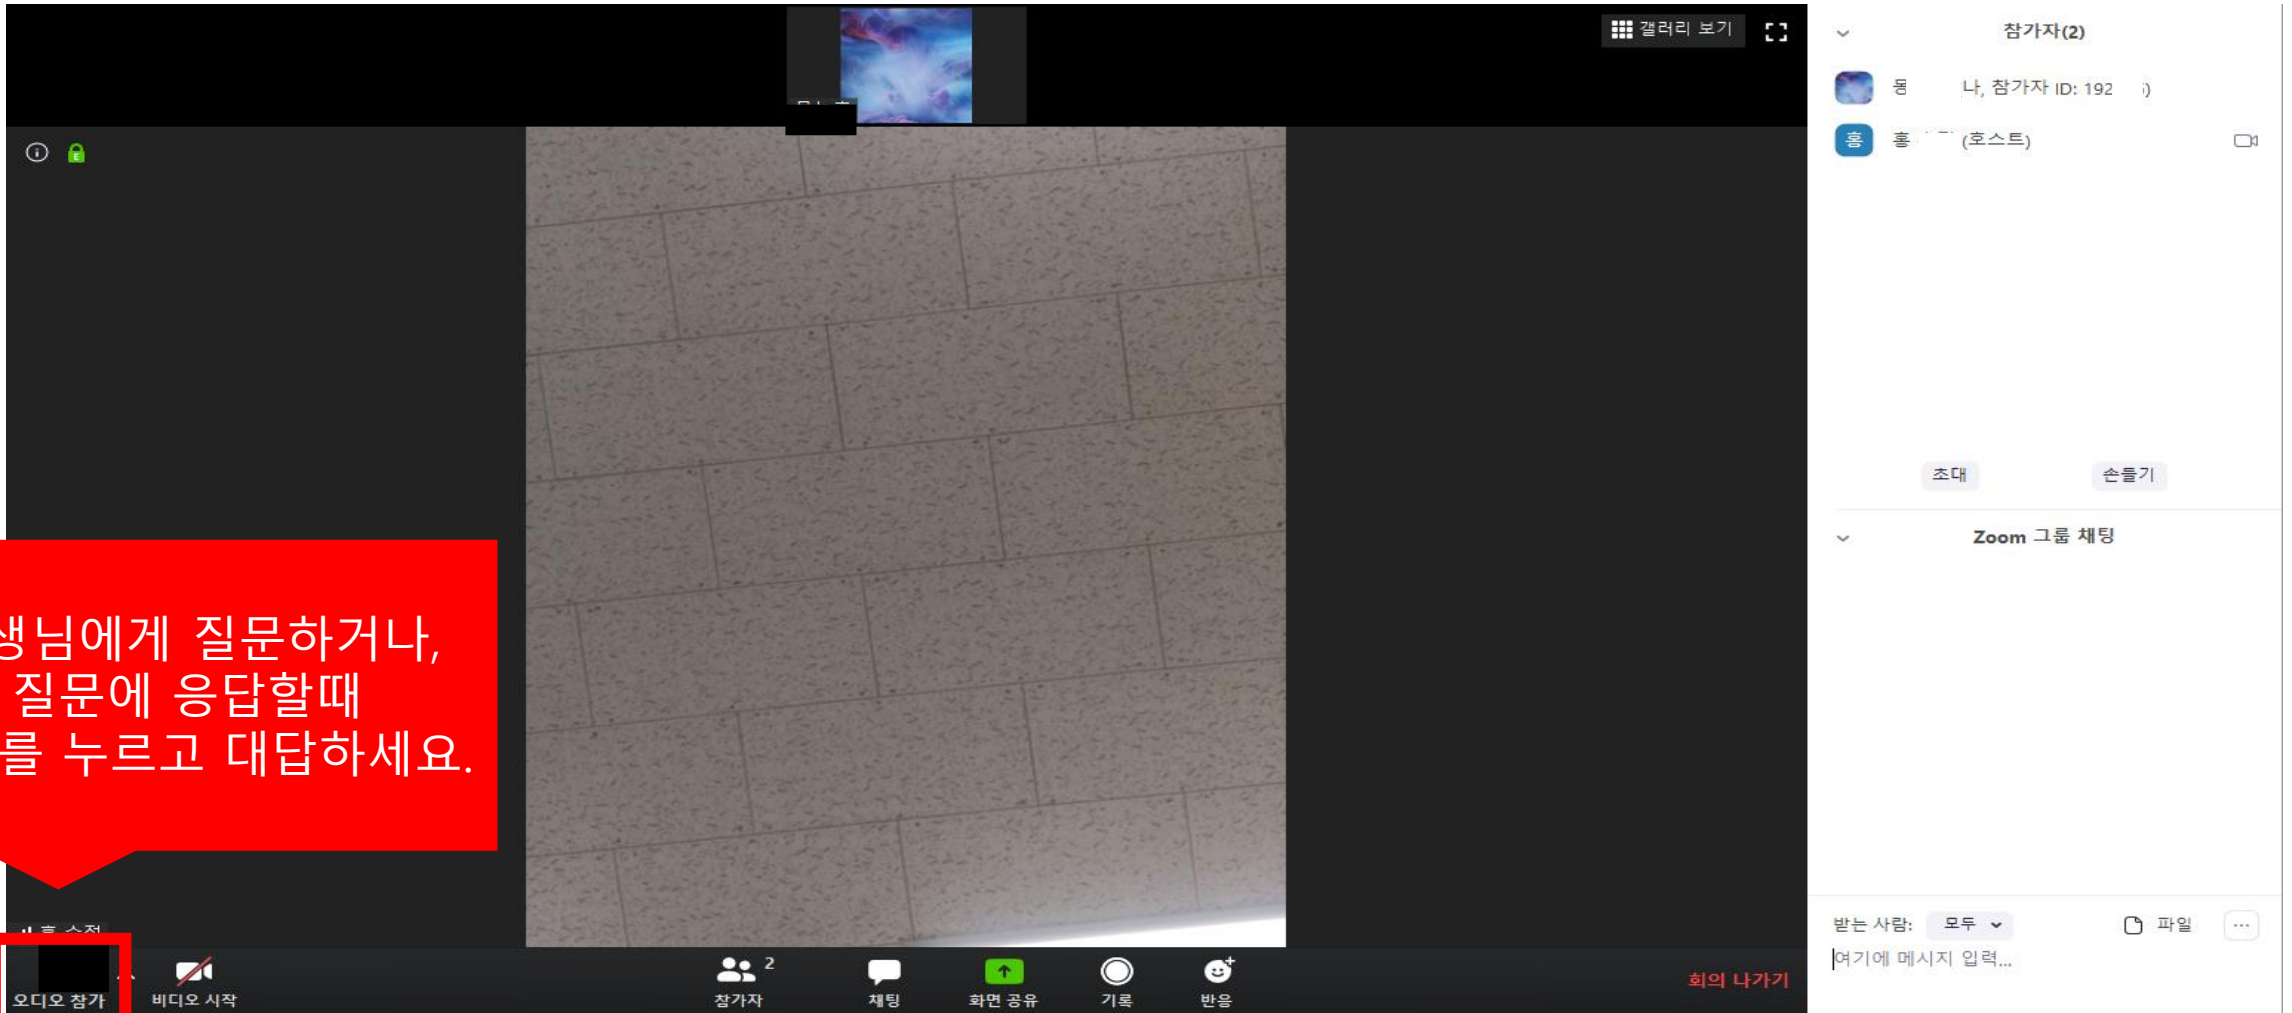 갤러리 보기
참가자(2)
나, 참가자 ID: 192
홍
홍 (호스트)
초대
손들기
Zoom 그룹 채팅
생님에게 질문하거나,
질문에 응답할때
를 누르고 대답하세요.
받는 사람: 모두
파일
여기에 메시지 입력...
오디오 참가
비디오 시작
2
참가자
채팅
화면 공유
기록
반응
회의 나가기